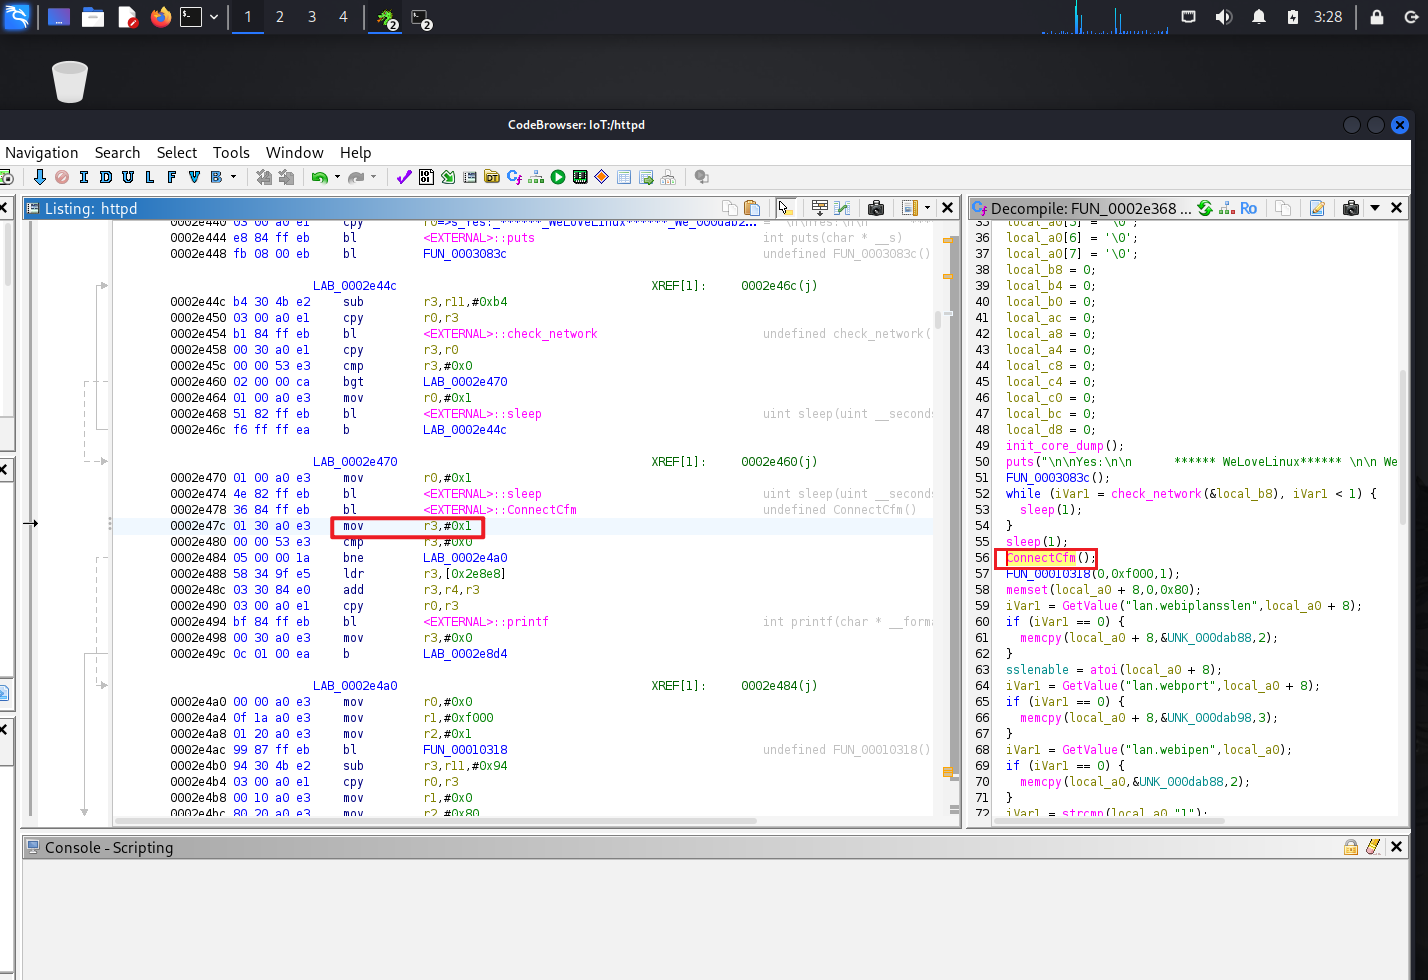 1 2 3 4 2 2 3:28
CodeBrowser: IoT:/httpd
Navigation Search Select Tools Window Help
I D U L F V B
Listing: httpd
0002e444 e8 84 ff eb bl <EXTERNAL>::puts int puts(char * __s)
0002e448 fb 08 00 eb bl FUN_0003083c undefined FUN_0003083c()
LAB_0002e44c XREF[1]: 0002e46c(j)
0002e44c b4 30 4b e2 sub r3,r11,#0xb4
0002e450 03 00 a0 e1 cpy r0,r3
0002e454 b1 84 ff eb bl <EXTERNAL>::check_network undefined check_network(
0002e458 00 30 a0 e1 cpy r3,r0
0002e45c 00 00 53 e3 cmp r3,#0x0
0002e460 02 00 00 ca bgt LAB_0002e470
0002e464 01 00 a0 e3 mov r0,#0x1
0002e468 51 82 ff eb bl <EXTERNAL>::sleep uint sleep(uint __seconds
0002e46c f6 ff ff ea b LAB_0002e44c
LAB_0002e470 XREF[1]: 0002e460(j)
0002e470 01 00 a0 e3 mov r0,#0x1
0002e474 4e 82 ff eb bl <EXTERNAL>::sleep uint sleep(uint __seconds
0002e478 36 84 ff eb bl <EXTERNAL>::ConnectCfm undefined ConnectCfm()
0002e47c 01 30 a0 e3 mov r3,#0x1
0002e480 00 00 53 e3 cmp r3,#0x0
0002e484 05 00 00 1a bne LAB_0002e4a0
0002e488 58 34 9f e5 ldr r3,[0x2e8e8]
0002e48c 03 30 84 e0 add r3,r4,r3
0002e490 03 00 a0 e1 cpy r0,r3
0002e494 bf 84 ff eb bl <EXTERNAL>::printf int printf(char * __forma
0002e498 00 30 a0 e3 mov r3,#0x0
0002e49c 0c 01 00 ea b LAB_0002e8d4
LAB_0002e4a0 XREF[1]: 0002e484(j)
0002e4a0 00 00 a0 e3 mov r0,#0x0
0002e4a4 0f 1a a0 e3 mov r1,#0xf000
0002e4a8 01 20 a0 e3 mov r2,#0x1
0002e4ac 99 87 ff eb bl FUN_00010318 undefined FUN_00010318()
0002e4b0 94 30 4b e2 sub r3,r11,#0x94
0002e4b4 03 00 a0 e1 cpy r0,r3
0002e4b8 00 10 a0 e3 mov r1,#0x0
0002e4bc 80 20 a0 e3 mov r2,#0x80
Decompile: FUN_0002e368 ... Ro
35 local_a0[5] = '\0';
36 local_a0[6] = '\0';
37 local_a0[7] = '\0';
38 local_b8 = 0;
39 local_b4 = 0;
40 local_b0 = 0;
41 local_ac = 0;
42 local_a8 = 0;
43 local_a4 = 0;
44 local_c8 = 0;
45 local_c4 = 0;
46 local_c0 = 0;
47 local_bc = 0;
48 local_d8 = 0;
49 init_core_dump();
50 puts("\n\nYes:\n\n ****** WeLoveLinux****** \n\n We
51 FUN_0003083c();
52 while (iVar1 = check_network(&local_b8), iVar1 < 1) {
53 sleep(1);
54 }
55 sleep(1);
56 ConnectCfm();
57 FUN_00010318(0,0xf000,1);
58 memset(local_a0 + 8,0,0x80);
59 iVar1 = GetValue("lan.webiplansslen",local_a0 + 8);
60 if (iVar1 == 0) {
61 memcpy(local_a0 + 8,&UNK_000dab88,2);
62 }
63 sslenable = atoi(local_a0 + 8);
64 iVar1 = GetValue("lan.webport",local_a0 + 8);
65 if (iVar1 == 0) {
66 memcpy(local_a0 + 8,&UNK_000dab98,3);
67 }
68 iVar1 = GetValue("lan.webipen",local_a0);
69 if (iVar1 == 0) {
70 memcpy(local_a0,&UNK_000dab88,2);
71 }
72 iVar1 = strcmp(local_a0,"1");
Console - Scripting